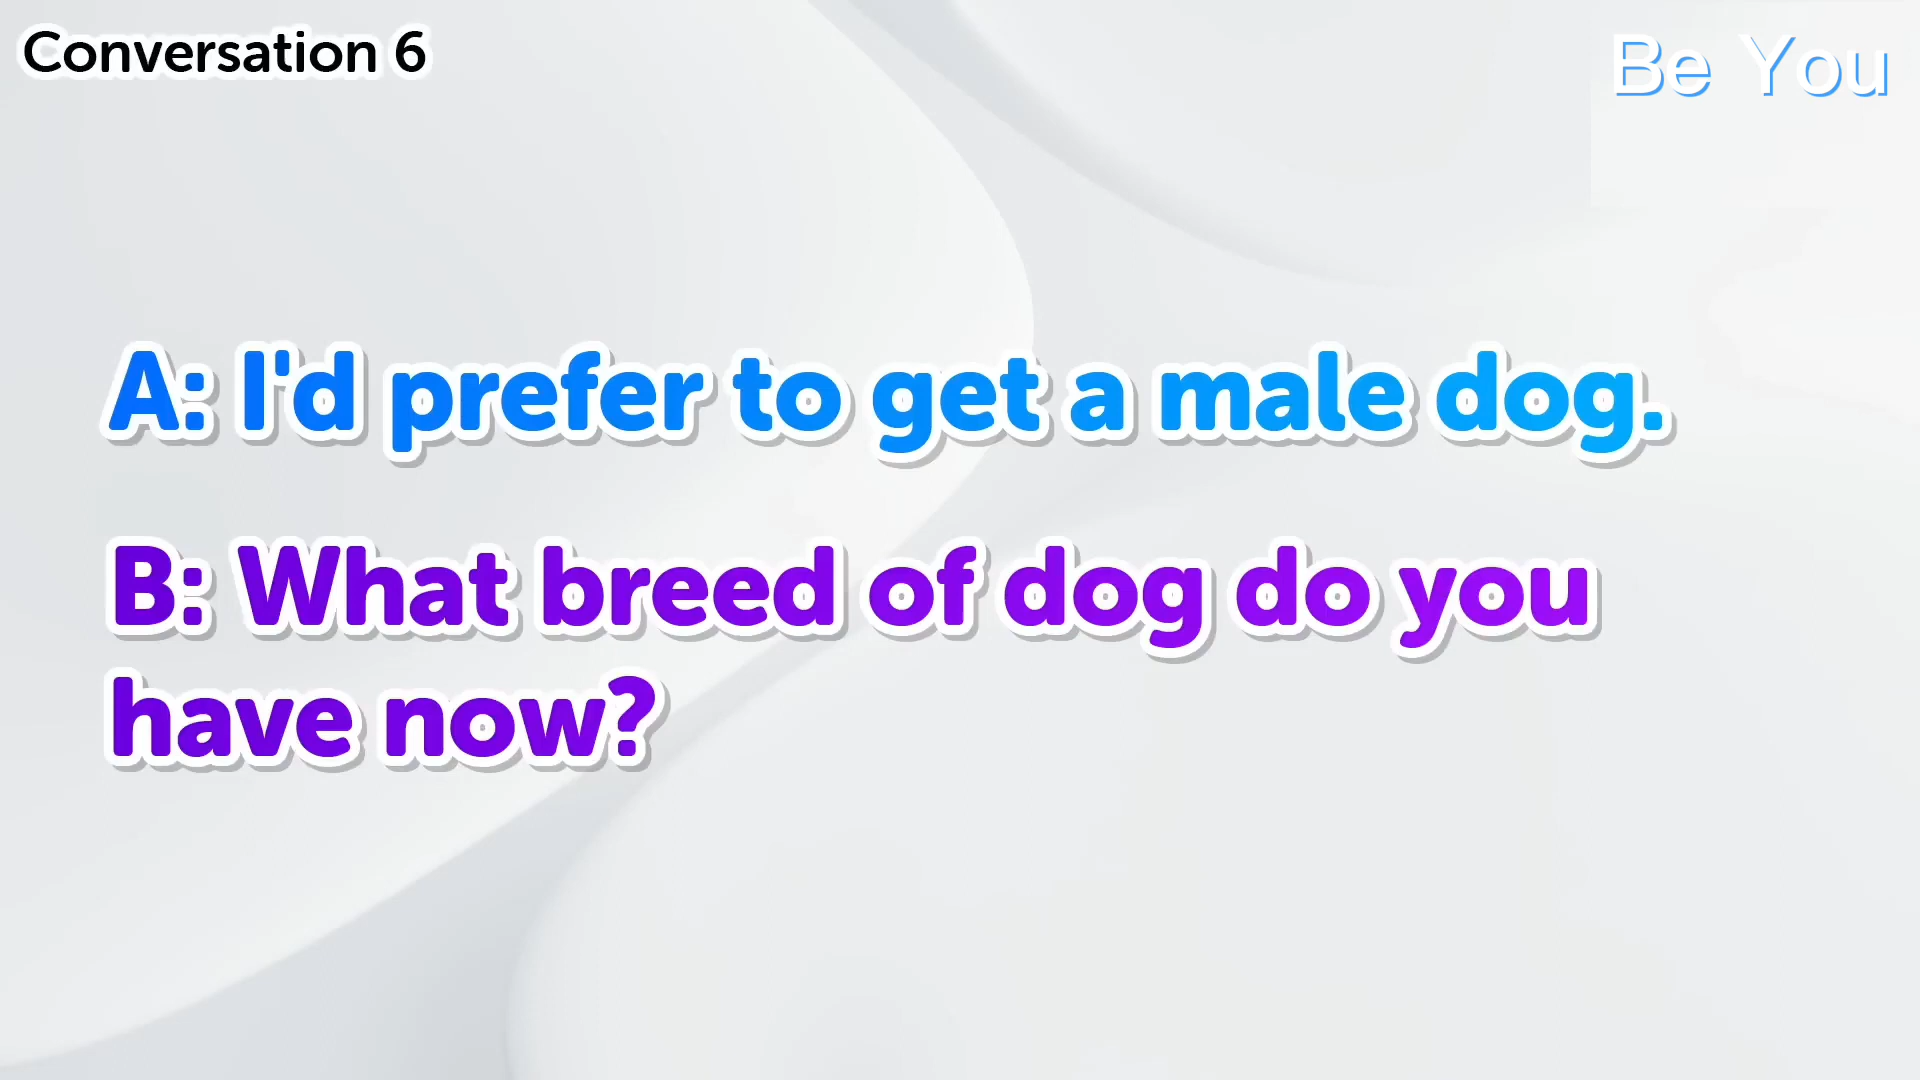 Conversation 6
Be You
A: I'd prefer to get a male dog.
B: What breed of dog do you
have now?